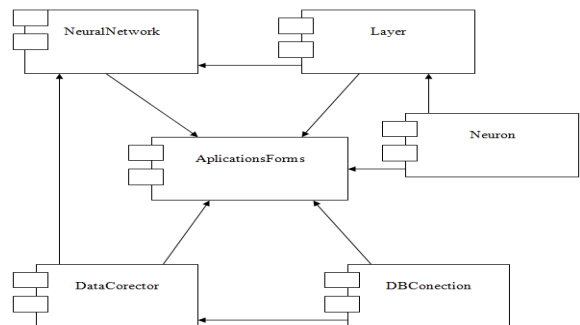 NeuralNetwork
Layer
Neuron
AplicationsForms
DataCorector
DBConection